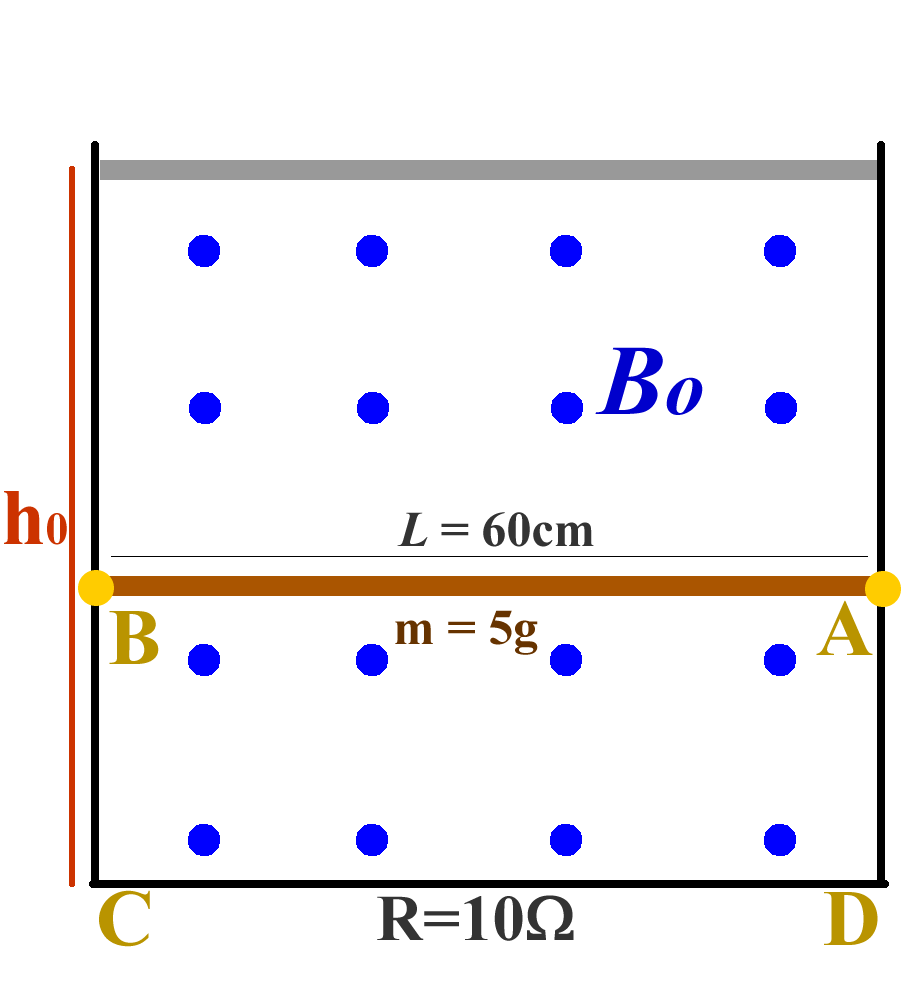 Bo
h0
L = 60cm
B
m = 5g
A
C
R=10Ω
D